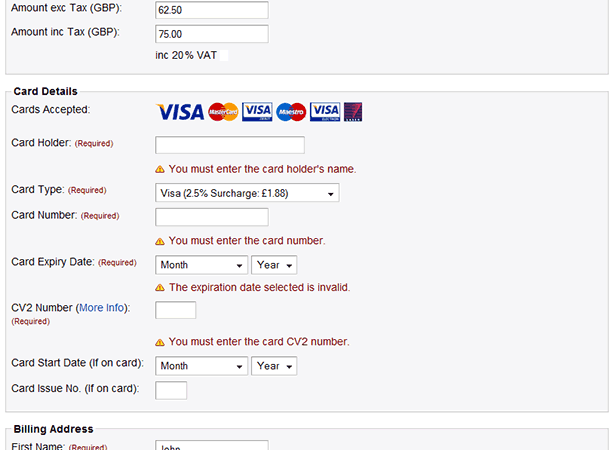 Amount exc Tax (GBP): 62.50
Amount inc Tax (GBP): 75.00
inc 20% VAT
Card Details
Cards Accepted: VISA MasterCard VISA Maestro VISA LASER
Card Holder: (Required)
You must enter the card holder's name.
Card Type: (Required) Visa (2.5% Surcharge: £1.88)
Card Number: (Required)
You must enter the card number.
Card Expiry Date: (Required) Month Year
The expiration date selected is invalid.
CV2 Number (More Info):
(Required)
You must enter the card CV2 number.
Card Start Date (If on card): Month Year
Card Issue No. (If on card):
Billing Address
First Name: (Required) John